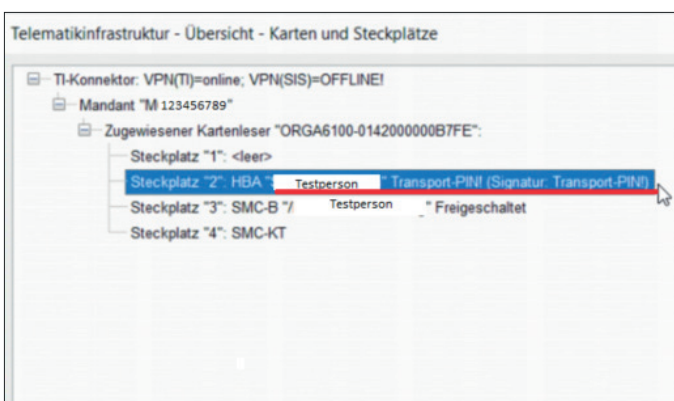 Telematikinfrastruktur - Übersicht - Karten und Steckplätze
TI-Konnektor: VPN(TI)=online; VPN(SIS)=OFFLINE!
Mandant "M 123456789"
Zugewiesener Kartenleser "ORGA6100-0142000000B7FE":
Steckplatz "1": <leer>
Steckplatz "2": HBA "S Testperson " Transport-PIN! (Signatur: Transport-PIN!)
Steckplatz "3": SMC-B "/ Testperson " Freigeschaltet
Steckplatz "4": SMC-KT